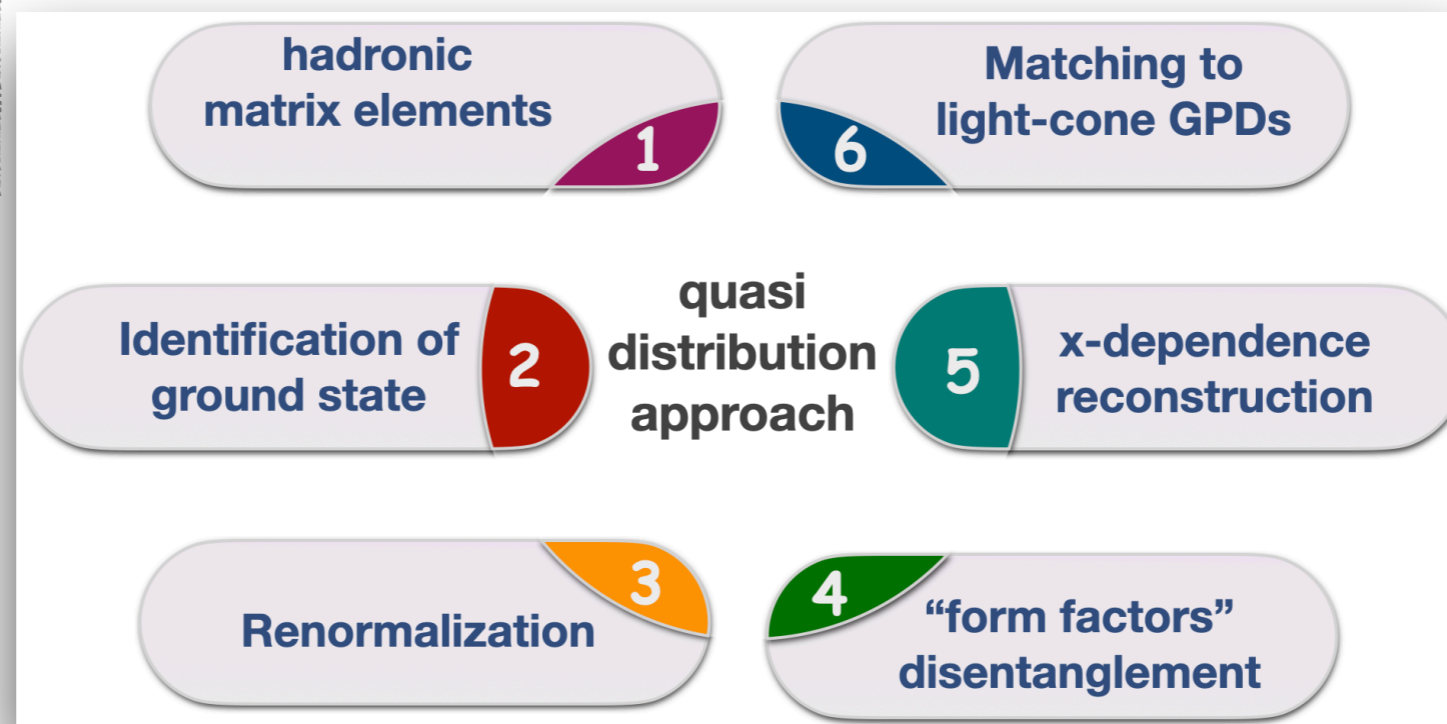 hadronic
matrix elements
1
Matching to
light-cone GPDs
6
Identification of
ground state
2
quasi
distribution
approach
5
x-dependence
reconstruction
Renormalization
3
4
“form factors”
disentanglement